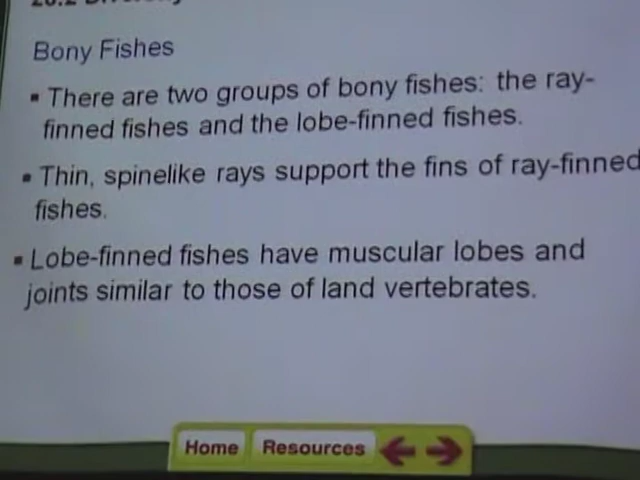 Bony Fishes
▪ There are two groups of bony fishes: the ray-
finned fishes and the lobe-finned fishes.
▪ Thin, spinelike rays support the fins of ray-finned
fishes.
▪ Lobe-finned fishes have muscular lobes and
joints similar to those of land vertebrates.
Home Resources